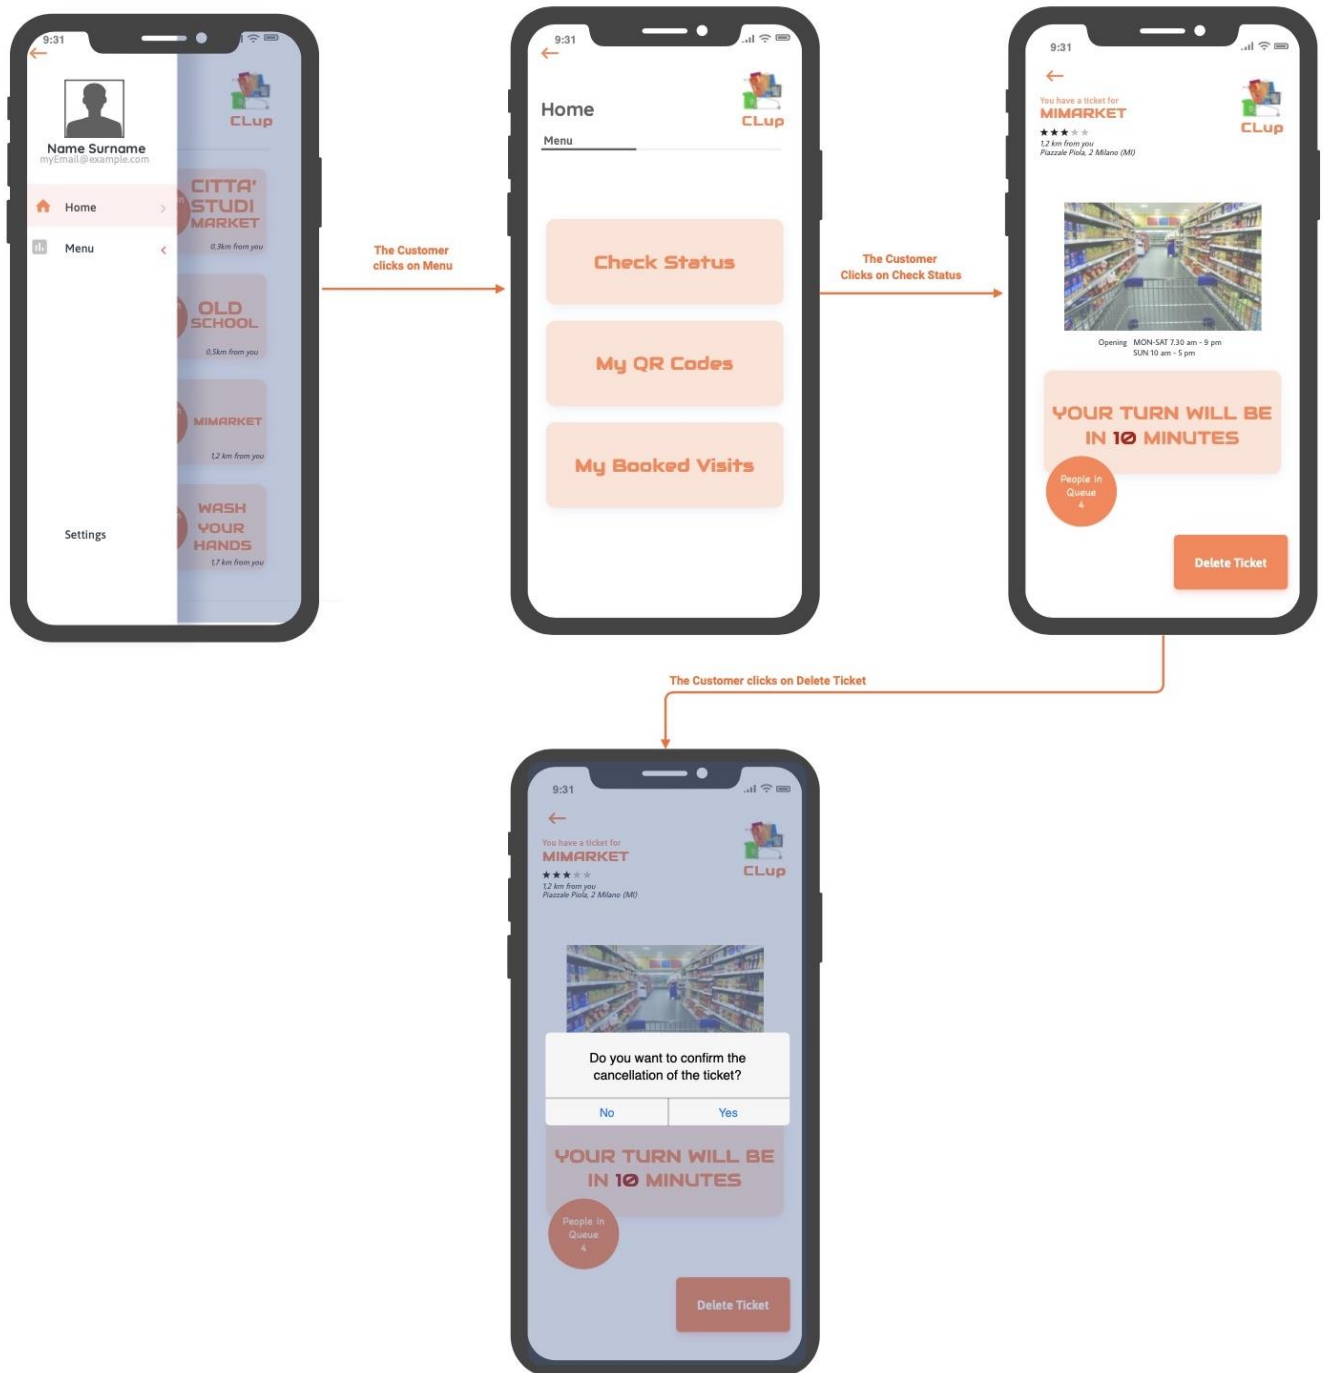 9:31
CLup
Name Surname
myEmail@example.com
Home
Menu
Settings
CITTA'
STUDI
MARKET
0,3km from you
OLD
SCHOOL
0,5km from you
MIMARKET
1,2 km from you
WASH
YOUR
HANDS
1,7 km from you
The Customer
clicks on Menu
9:31
Home
CLup
Menu
Check Status
My QR Codes
My Booked Visits
The Customer
Clicks on Check Status
9:31
You have a ticket for
MIMARKET
CLup
1,2 km from you
Piazzale Piola, 2 Milano (MI)
Opening MON-SAT 7.30 am - 9 pm
SUN 10 am - 5 pm
YOUR TURN WILL BE
IN 10 MINUTES
People in
Queue
4
Delete Ticket
The Customer clicks on Delete Ticket
9:31
You have a ticket for
MIMARKET
CLup
1,2 km from you
Piazzale Piola, 2 Milano (MI)
Do you want to confirm the
cancellation of the ticket?
No Yes
YOUR TURN WILL BE
IN 10 MINUTES
People in
Queue
4
Delete Ticket